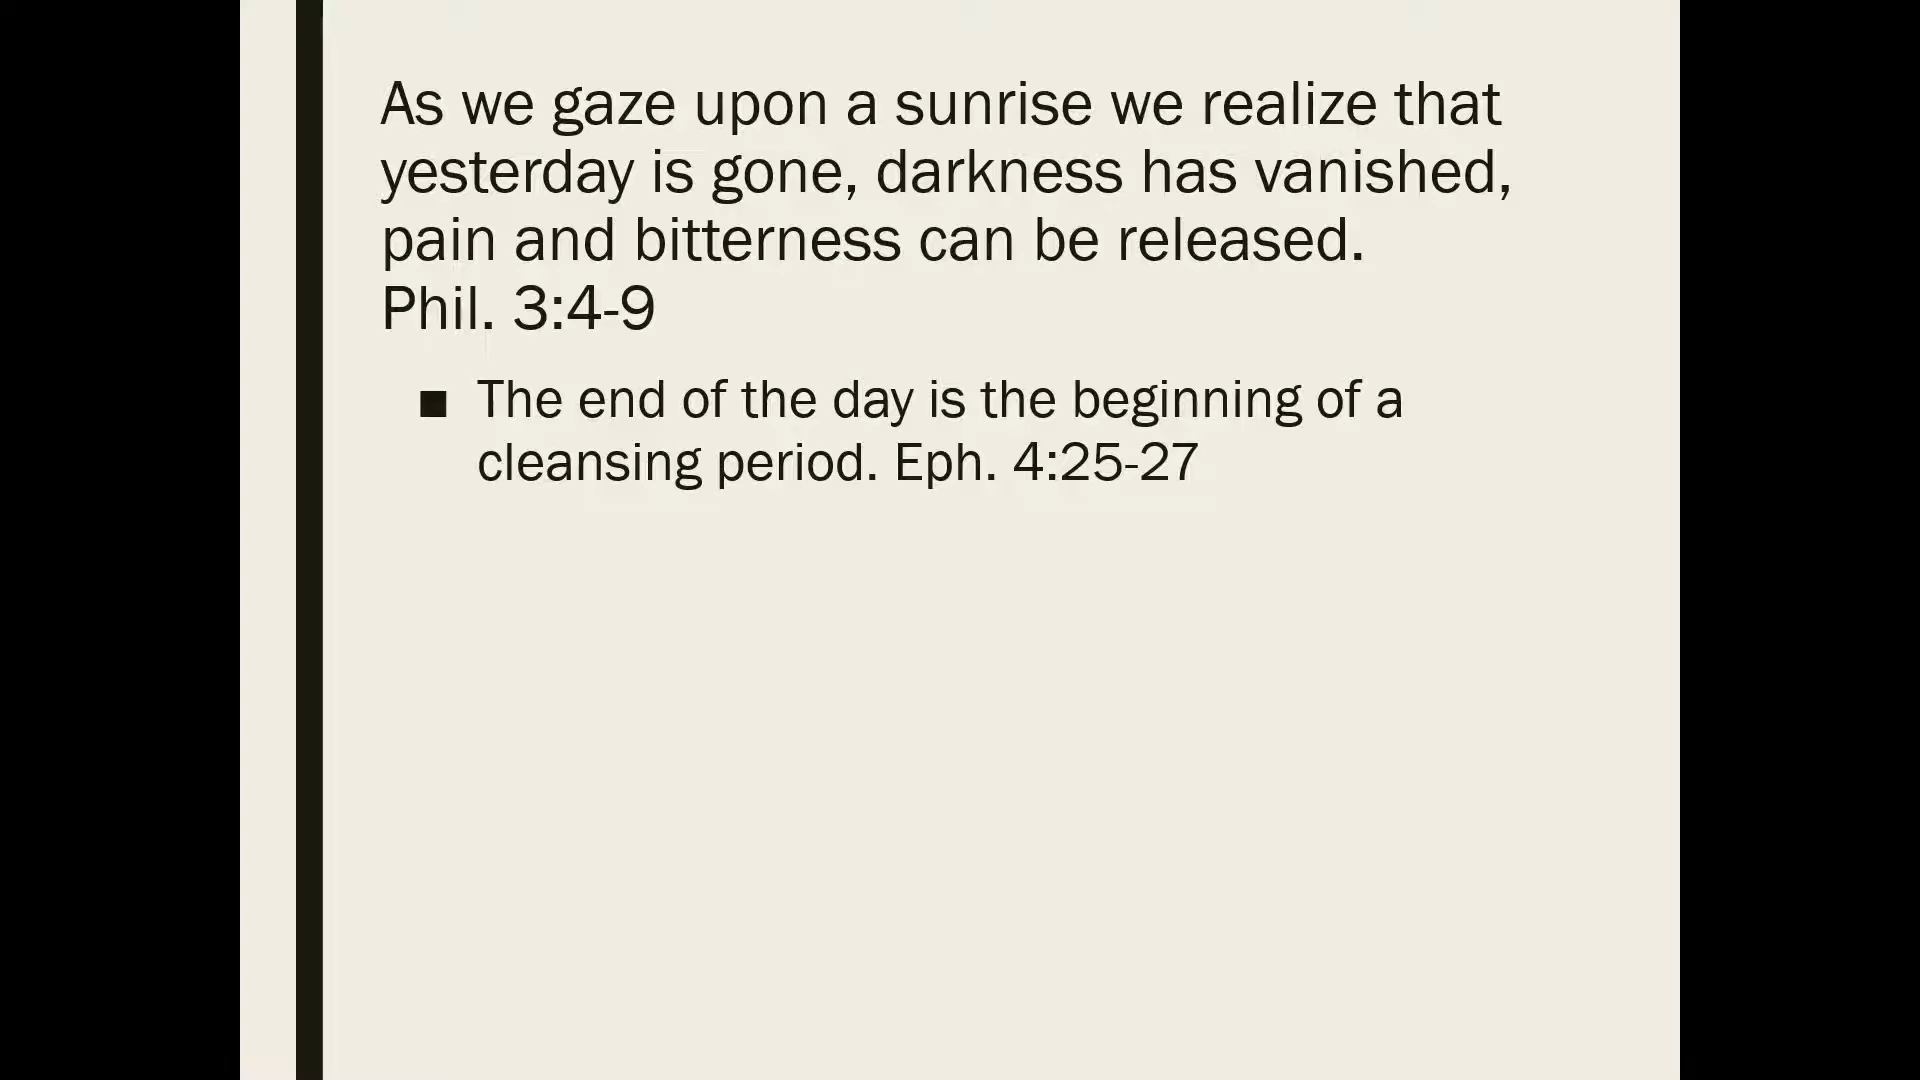 As we gaze upon a sunrise we realize that
yesterday is gone, darkness has vanished,
pain and bitterness can be released.
Phil. 3:4-9
■ The end of the day is the beginning of a
cleansing period. Eph. 4:25-27